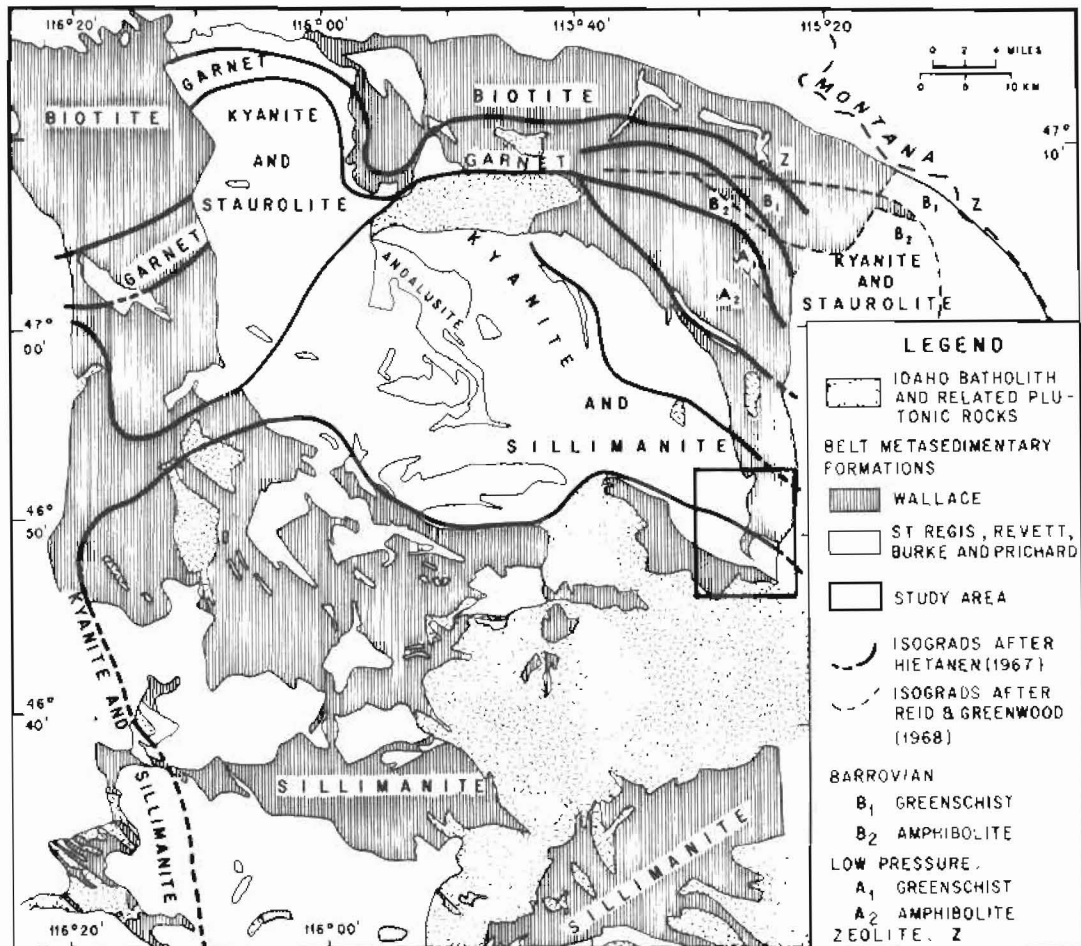 116° 20'
116° 00'
113° 40'
115° 20'
0 2 4 MILES
0 10 KM
MONTANA
47° 10'
GARNET
BIOTITE
KYANITE
AND
STAUROLITE
BIOTITE
GARNET
Z
B₁
B₂
B₁
Z
B₂
KYANITE
AND
STAUROLITE
GARNET
A₁
A₂
ANDALUSITE
KYANITE
AND
SILLIMANITE
47° 00'
46° 50'
46° 40'
KYANITE AND
SILLIMANITE
SILLIMANITE
SILLIMANITE
116° 20'
116° 00'
LEGEND
IDAHO BATHOLITH
AND RELATED PLU-
TONIC ROCKS
BELT METASEDIMENTARY
FORMATIONS
WALLACE
ST REGIS, REVETT,
BURKE AND PRICHARD
STUDY AREA
ISOGRADS AFTER
HIETANEN (1967)
ISOGRADS AFTER
REID & GREENWOOD
(1968)
BARROVIAN
B₁ GREENSCHIST
B₂ AMPHIBOLITE
LOW PRESSURE.
A₁ GREENSCHIST
A₂ AMPHIBOLITE
ZEOLITE. Z